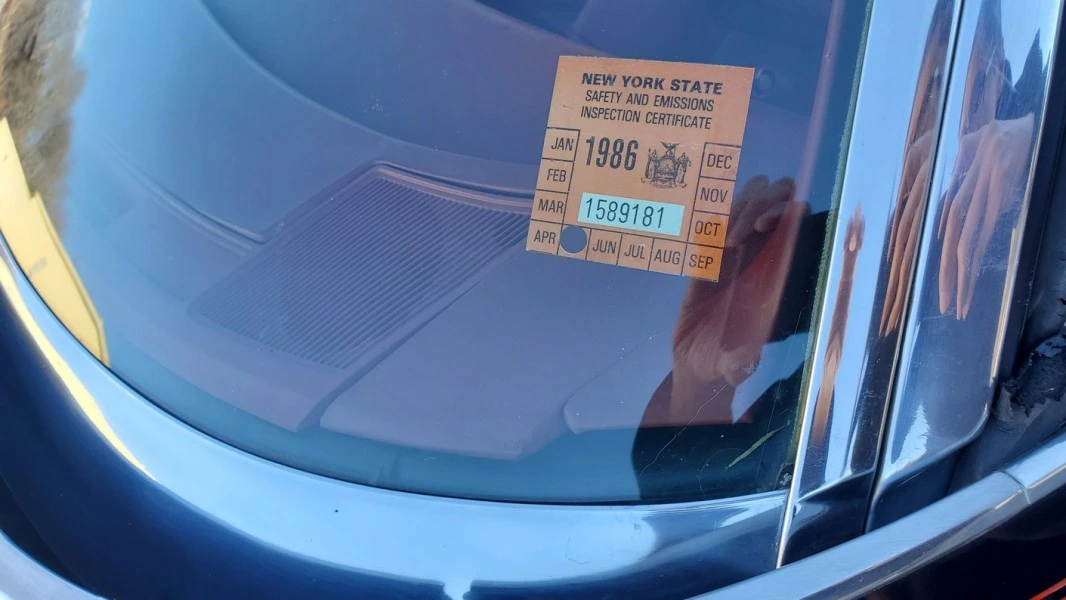 NEW YORK STATE
SAFETY AND EMISSIONS
INSPECTION CERTIFICATE
JAN 1986 DEC
FEB NOV
MAR 1589181 OCT
APR JUN JUL AUG SEP